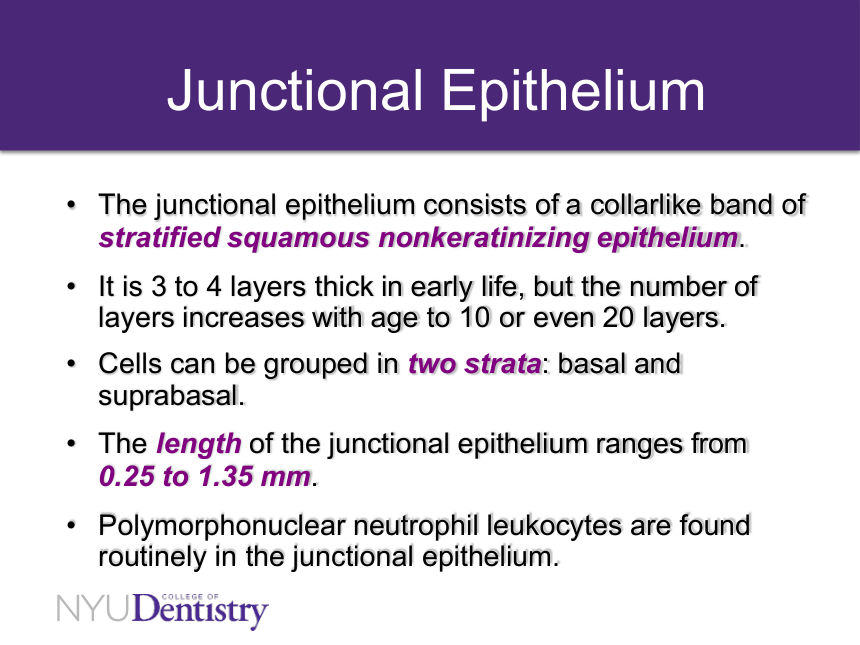 Junctional Epithelium
• The junctional epithelium consists of a collarlike band of
stratified squamous nonkeratinizing epithelium.
• It is 3 to 4 layers thick in early life, but the number of
layers increases with age to 10 or even 20 layers.
• Cells can be grouped in two strata: basal and
suprabasal.
• The length of the junctional epithelium ranges from
0.25 to 1.35 mm.
• Polymorphonuclear neutrophil leukocytes are found
routinely in the junctional epithelium.
COLLEGE OF
NYU Dentistry